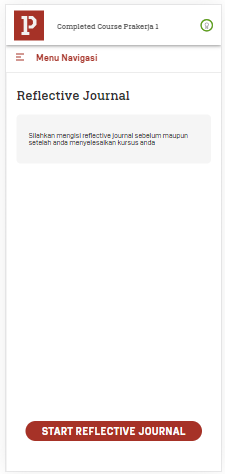 P
Completed Course Prakerja 1
Menu Navigasi
Reflective Journal
Silahkan mengisi reflective journal sebelum maupun
setelah anda menyelesaikan kursus anda
START REFLECTIVE JOURNAL